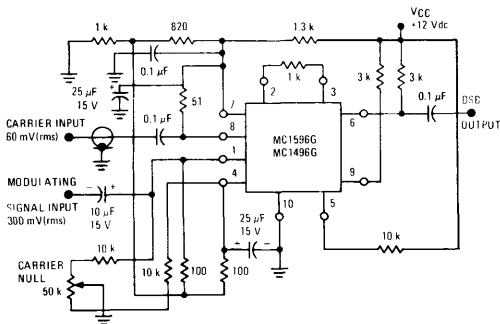 1 k
820
1.3 k
VCC
+12 Vdc
0.1 µF
1 k
3 k
3 k
25 µF
15 V
51
2
3
0.1 µF
7
6
CARRIER INPUT
60 mV(rms)
0.1 µF
8
MC1596G
MC1496G
DSB
OUTPUT
1
MODULATING
SIGNAL INPUT
300 mV(rms)
- +
10 µF
15 V
4
9
10
5
25 µF
15 V
+ -
10 k
10 k
100
100
10 k
CARRIER
NULL
50 k
+